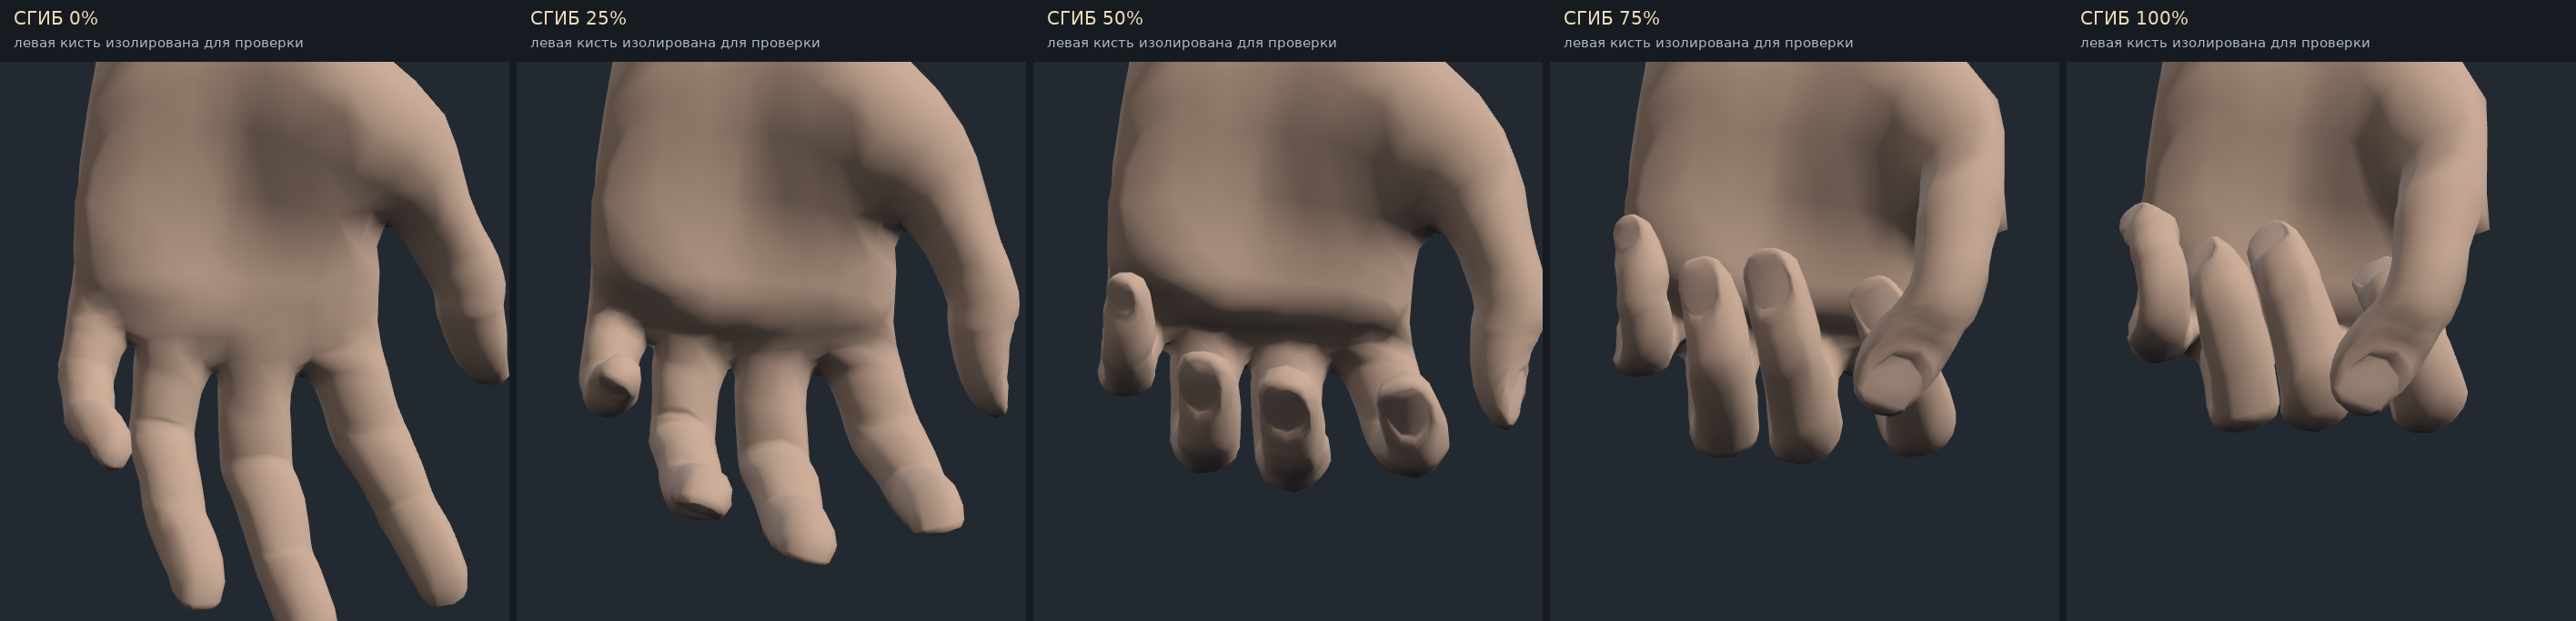 СГИБ 0%
левая кисть изолирована для проверки
СГИБ 25%
левая кисть изолирована для проверки
СГИБ 50%
левая кисть изолирована для проверки
СГИБ 75%
левая кисть изолирована для проверки
СГИБ 100%
левая кисть изолирована для проверки